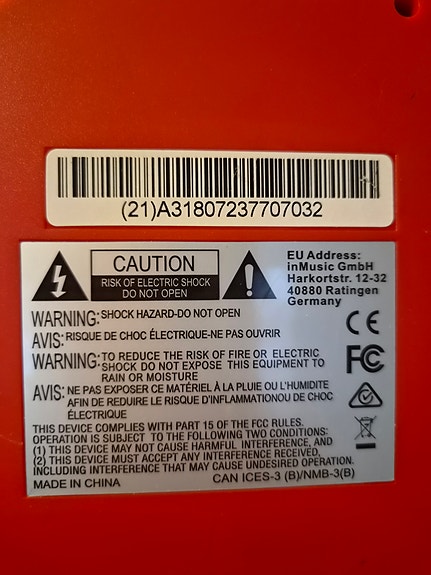 (21)A31807237707032
CAUTION
RISK OF ELECTRIC SHOCK
DO NOT OPEN
EU Address:
inMusic GmbH
Harkortstr. 12-32
40880 Ratingen
Germany
WARNING: SHOCK HAZARD-DO NOT OPEN
AVIS: RISQUE DE CHOC ÉLECTRIQUE-NE PAS OUVRIR
WARNING: TO REDUCE THE RISK OF FIRE OR ELECTRIC
SHOCK DO NOT EXPOSE THIS EQUIPMENT TO
RAIN OR MOISTURE
AVIS: NE PAS EXPOSER CE MATÉRIEL À LA PLUIE OU L'HUMIDITE
AFIN DE REDUIRE LE RISQUE D'INFLAMMATIONOU DE CHOC
ÉLECTRIQUE
THIS DEVICE COMPLIES WITH PART 15 OF THE FCC RULES.
OPERATION IS SUBJECT TO THE FOLLOWING TWO CONDITIONS:
(1) THIS DEVICE MAY NOT CAUSE HARMFUL INTERFERENCE, AND
(2) THIS DEVICE MUST ACCEPT ANY INTERFERENCE RECEIVED,
INCLUDING INTERFERENCE THAT MAY CAUSE UNDESIRED OPERATION.
MADE IN CHINA CAN ICES-3 (B)/NMB-3(B)
CE
FC